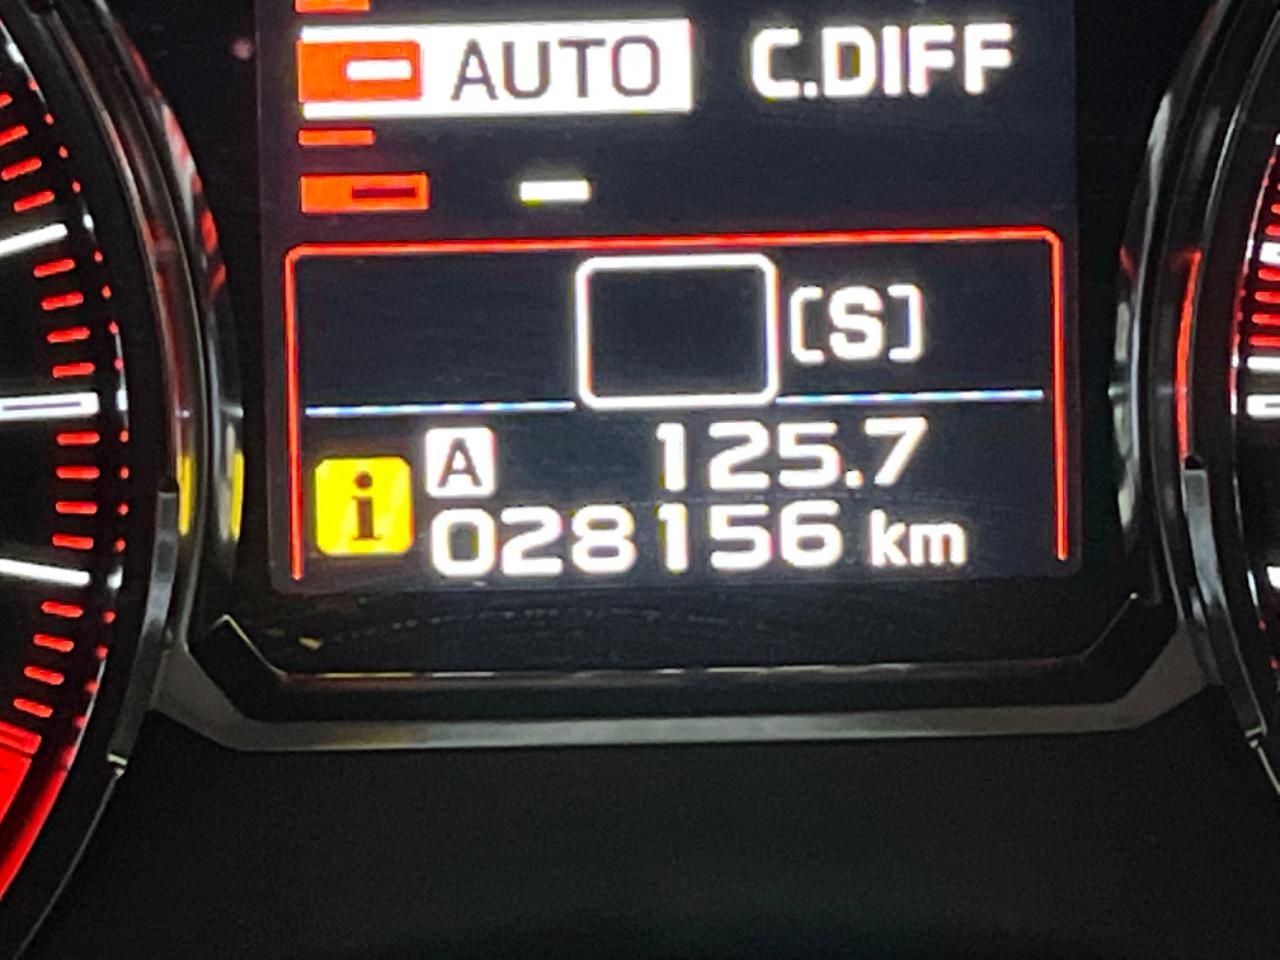 AUTO C.DIFF
[S]
i A 125.7
028156 km